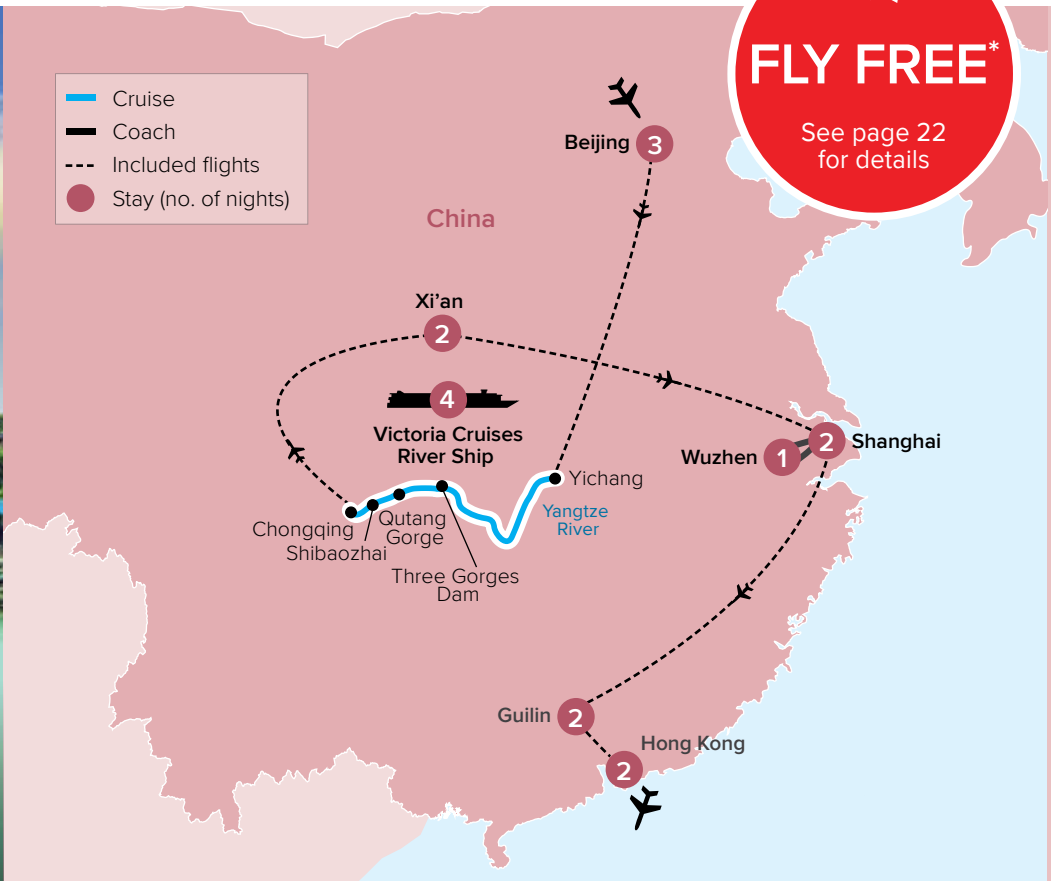 FLY FREE*
See page 22
for details
Cruise
Coach
Included flights
Stay (no. of nights)
Beijing
3
China
Xi’an
2
4
Victoria Cruises
River Ship
Wuzhen
1
2
Shanghai
Yichang
Yangtze
River
Chongqing
Shibaozhai
Qutang
Gorge
Three Gorges
Dam
Guilin
2
Hong Kong
2